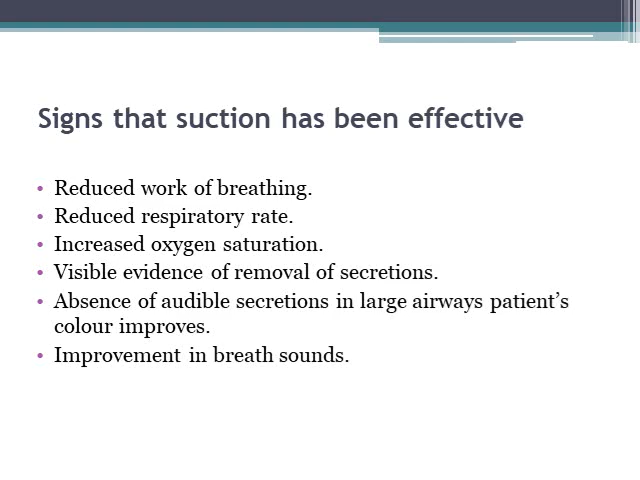 Signs that suction has been effective
• Reduced work of breathing.
• Reduced respiratory rate.
• Increased oxygen saturation.
• Visible evidence of removal of secretions.
• Absence of audible secretions in large airways patient’s
colour improves.
• Improvement in breath sounds.